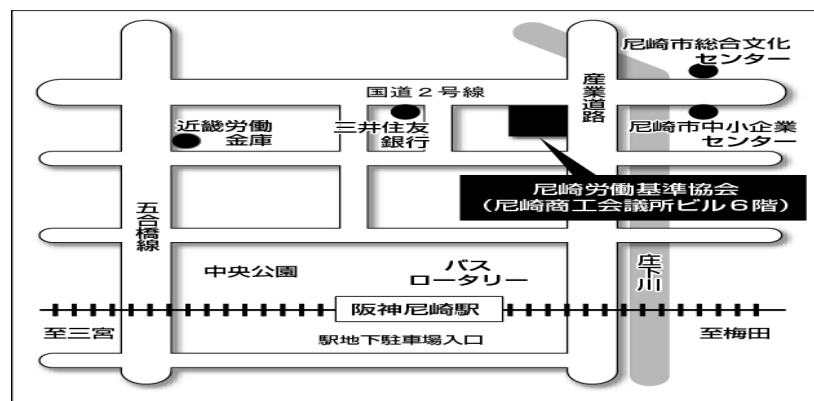 尼崎市総合文化
センター
国道２号線
産業道路
近畿労働
金庫
三井住友
銀行
尼崎市中小企業
センター
尼崎労働基準協会
（尼崎商工会議所ビル６階）
五合橋線
中央公園
バス
ロータリー
庄下川
阪神尼崎駅
至三宮
至梅田
駅地下駐車場入口